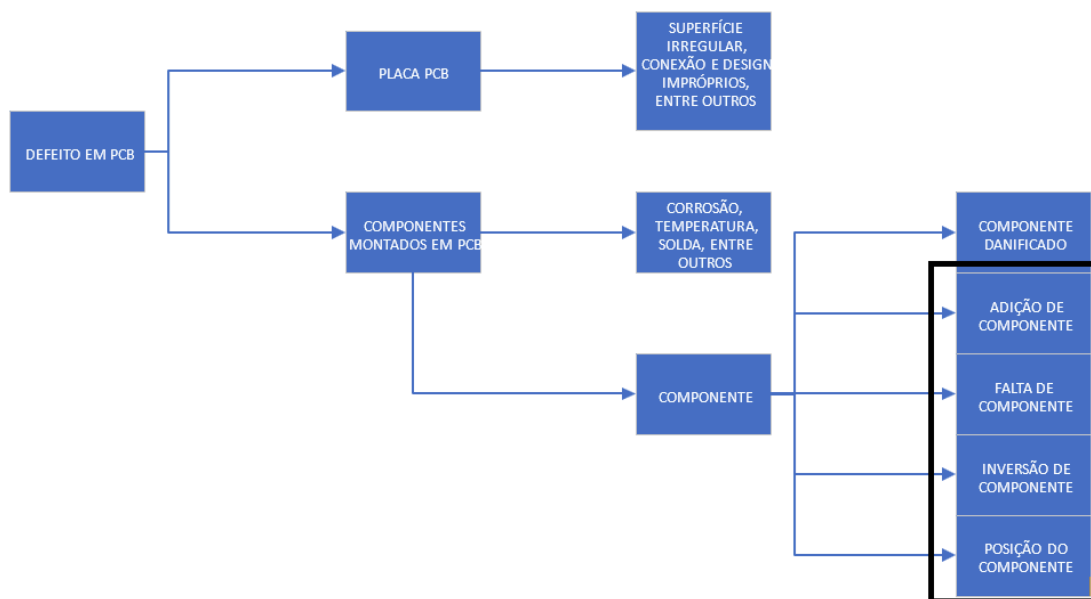 SUPERFÍCIE
IRREGULAR,
CONEXÃO E DESIGN
IMPRÓPRIOS,
ENTRE OUTROS
PLACA PCB
DEFEITO EM PCB
COMPONENTES
MONTADOS EM PCB
CORROSÃO,
TEMPERATURA,
SOLDA, ENTRE
OUTROS
COMPONENTE
DANIFICADO
ADIÇÃO DE
COMPONENTE
COMPONENTE
FALTA DE
COMPONENTE
INVERSÃO DE
COMPONENTE
POSIÇÃO DO
COMPONENTE